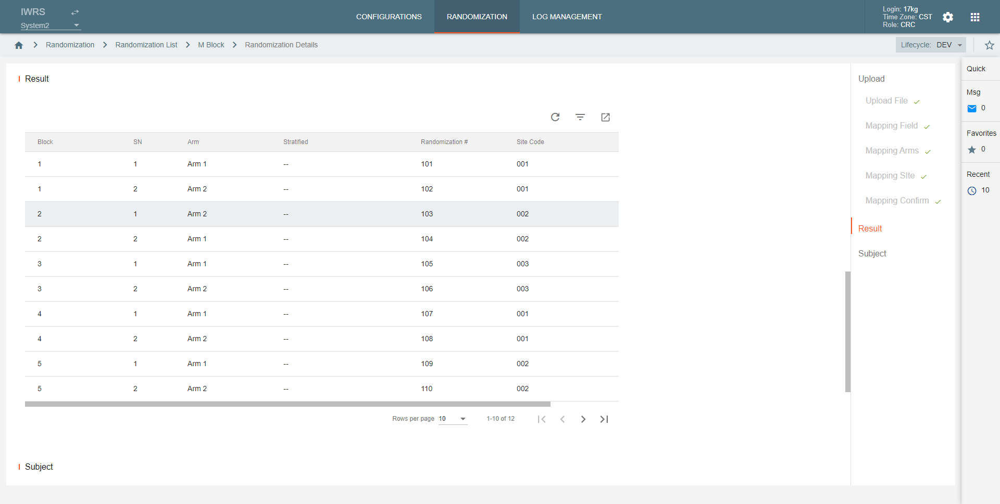 IWRS
System2
CONFIGURATIONS
RANDOMIZATION
LOG MANAGEMENT
Login: 17kg
Time Zone: CST
Role: CRC
Randomization
Randomization List
M Block
Randomization Details
Lifecycle: DEV
Result
Block SN Arm Stratified Randomization # Site Code
1 1 Arm 1 -- 101 001
1 2 Arm 2 -- 102 001
2 1 Arm 2 -- 103 002
2 2 Arm 1 -- 104 002
3 1 Arm 1 -- 105 003
3 2 Arm 2 -- 106 003
4 1 Arm 1 -- 107 001
4 2 Arm 2 -- 108 001
5 1 Arm 1 -- 109 002
5 2 Arm 2 -- 110 002
Rows per page 10 1-10 of 12
Subject
Upload
Upload File
Mapping Field
Mapping Arms
Mapping SIte
Mapping Confirm
Result
Subject
Quick
Msg
0
Favorites
0
Recent
10